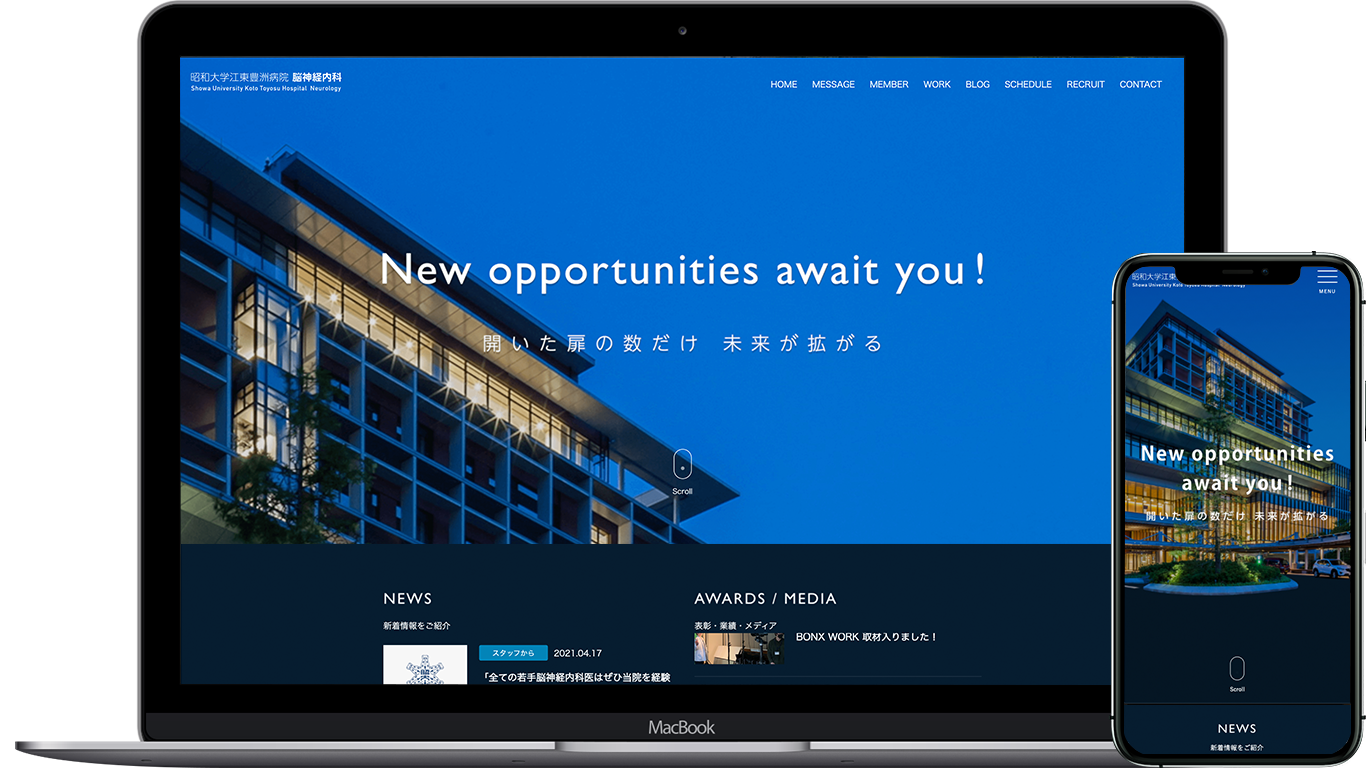 昭和大学江東豊洲病院 脳神経内科
Showa University Koto Toyosu Hospital Neurology
HOME MESSAGE MEMBER WORK BLOG SCHEDULE RECRUIT CONTACT
New opportunities await you!
開いた扉の数だけ 未来が拡がる
Scroll
NEWS
新着情報をご紹介
スタッフから 2021.04.17
「全ての若手脳神経内科医はぜひ当院を経験
AWARDS / MEDIA
表彰・業績・メディア
BONX WORK 取材入りました！
MacBook
昭和大学江東
Showa University Koto Toyosu Hospital Neurology
MENU
New opportunities
await you!
開いた扉の数だけ 未来が拡がる
Scroll
NEWS
新着情報をご紹介